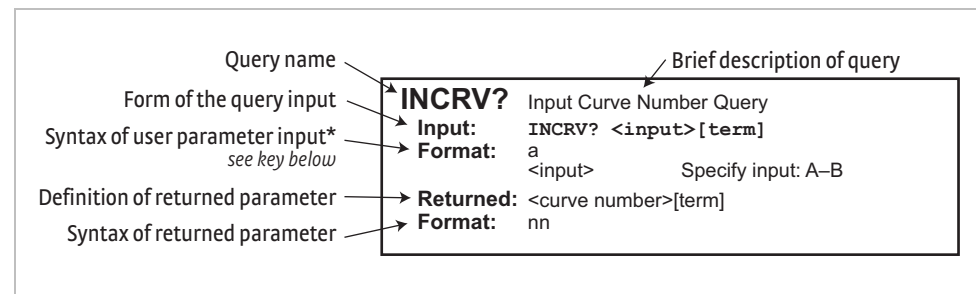 Query name
Brief description of query
Form of the query input
Syntax of user parameter input*
see key below
Definition of returned parameter
Syntax of returned parameter
INCRV? Input Curve Number Query
Input: INCRV? <input>[term]
Format: a
<input> Specify input: A–B
Returned: <curve number>[term]
Format: nn